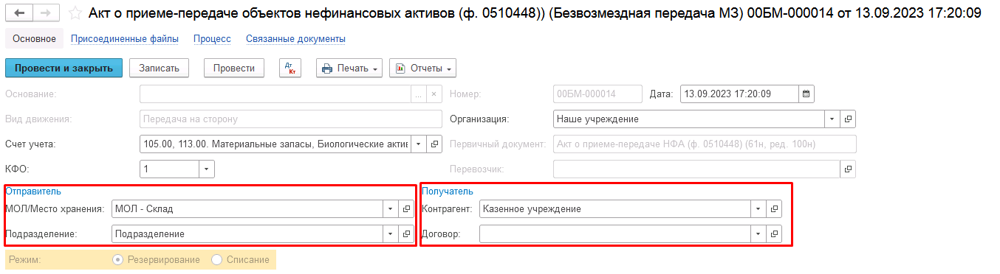 Акт о приеме-передаче объектов нефинансовых активов (ф. 0510448)) (Безвозмездная передача МЗ) 00БМ-000014 от 13.09.2023 17:20:09
Основное Присоединенные файлы Процесс Связанные документы
Провести и закрыть Записать Провести Дт Кт Печать Отчеты
Основание: ... × Номер: 00БМ-000014 Дата: 13.09.2023 17:20:09
Вид движения: Передача на сторону Организация: Наше учреждение
Счет учета: 105.00, 113.00. Материальные запасы, Биологические актив Первичный документ: Акт о приеме-передаче НФА (ф. 0510448) (61н, ред. 100н)
КФО: 1 Перевозчик:
Отправитель Получатель
МОЛ/Место хранения: МОЛ - Склад Контрагент: Казенное учреждение
Подразделение: Подразделение Договор:
Режим: Резервирование Списание